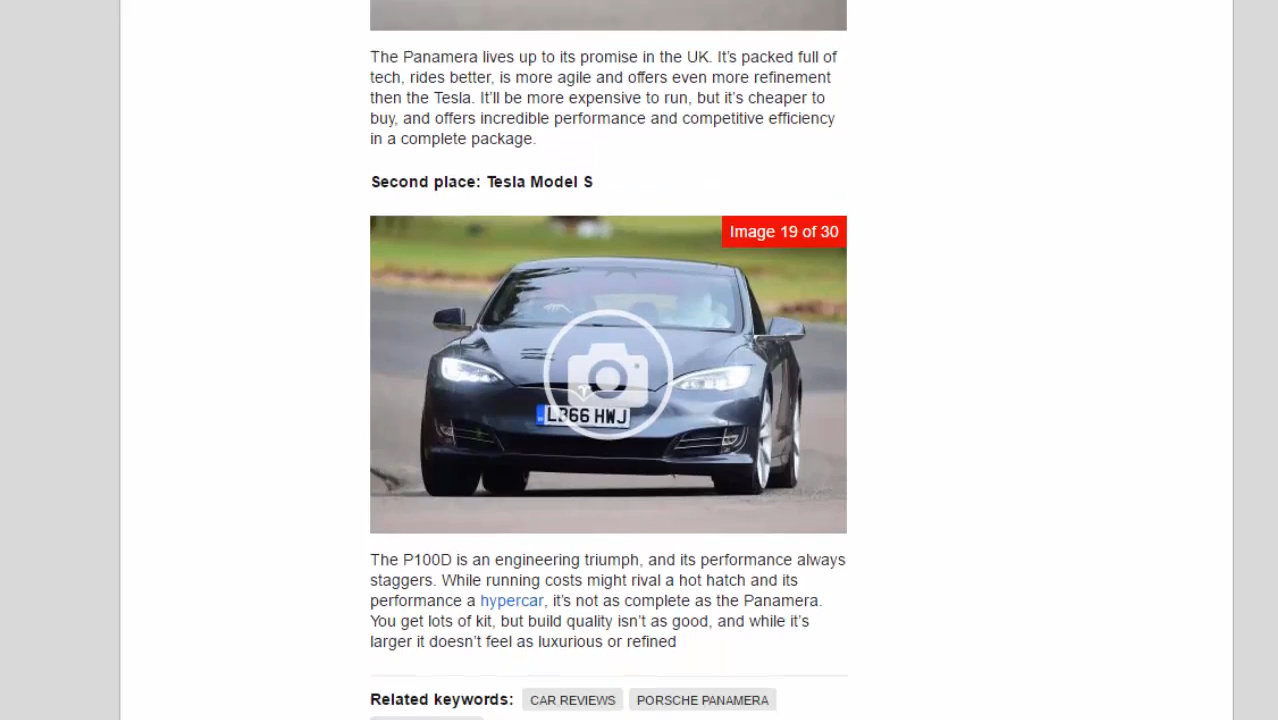 The Panamera lives up to its promise in the UK. It’s packed full of
tech, rides better, is more agile and offers even more refinement
then the Tesla. It’ll be more expensive to run, but it’s cheaper to
buy, and offers incredible performance and competitive efficiency
in a complete package.
Second place: Tesla Model S
Image 19 of 30
HWJ
The P100D is an engineering triumph, and its performance always
staggers. While running costs might rival a hot hatch and its
performance a hypercar, it’s not as complete as the Panamera.
You get lots of kit, but build quality isn’t as good, and while it’s
larger it doesn’t feel as luxurious or refined
Related keywords: CAR REVIEWS PORSCHE PANAMERA